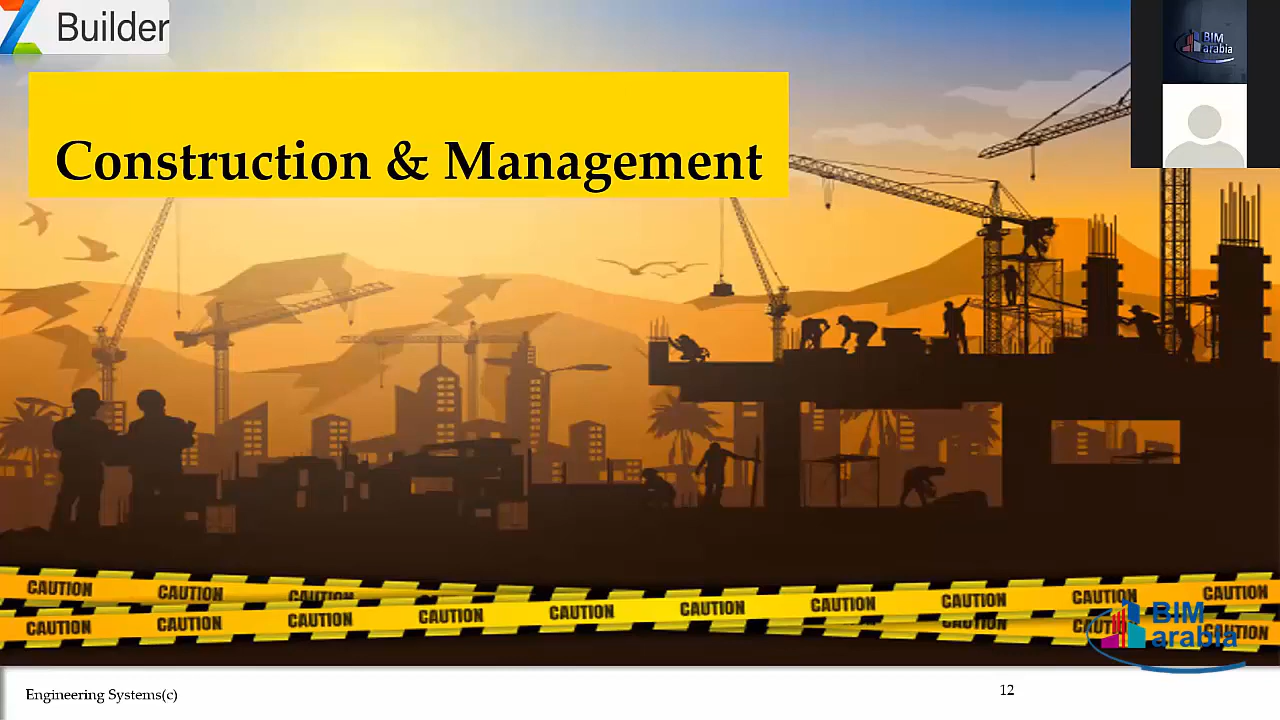 Builder
BIM
arabia
Construction & Management
CAUTION CAUTION CAUTION
CAUTION CAUTION CAUTION CAUTION CAUTION CAUTION CAUTION CAUTION CAUTION CAUTION
CAUTION CAUTION CAUTION
BIM
arabia
Engineering Systems(c)
12